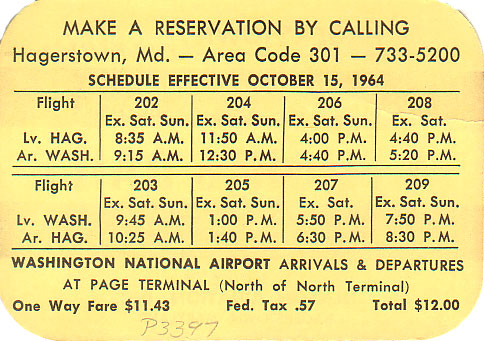 MAKE A RESERVATION BY CALLING
Hagerstown, Md. — Area Code 301 — 733-5200
SCHEDULE EFFECTIVE OCTOBER 15, 1964
Flight 202 204 206 208
Ex. Sat. Sun. Ex. Sat. Sun. Ex. Sat. Sun. Ex. Sat.
Lv. HAG. 8:35 A.M. 11:50 A.M. 4:00 P.M. 4:40 P.M.
Ar. WASH. 9:15 A.M. 12:30 P.M. 4:40 P.M. 5:20 P.M.
Flight 203 205 207 209
Ex. Sat. Sun. Ex. Sat. Sun. Ex. Sat. Ex. Sat. Sun.
Lv. WASH. 9:45 A.M. 1:00 P.M. 5:50 P.M. 7:50 P.M.
Ar. HAG. 10:25 A.M. 1:40 P.M. 6:30 P.M. 8:30 P.M.
WASHINGTON NATIONAL AIRPORT ARRIVALS & DEPARTURES
AT PAGE TERMINAL (North of North Terminal)
One Way Fare $11.43 Fed. Tax .57 Total $12.00
P3397